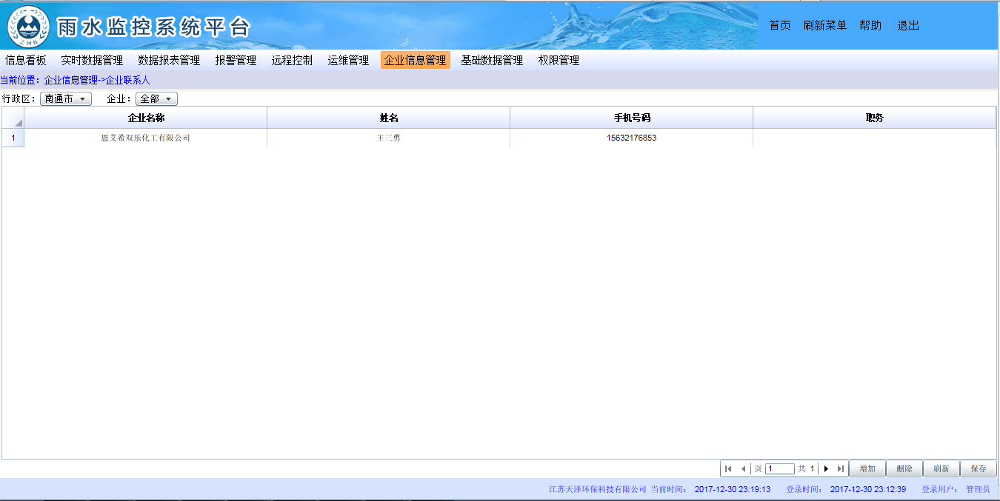 雨水监控系统平台
ZHB
首页 刷新菜单 帮助 退出
信息看板 实时数据管理 数据报表管理 报警管理 远程控制 运维管理 企业信息管理 基础数据管理 权限管理
当前位置：企业信息管理->企业联系人
行政区： 南通市 企业： 全部
企业名称 姓名 手机号码 职务
1 恩艾希双乐化工有限公司 王三勇 15632176853
页 1 共 1 增加 删除 刷新 保存
江苏天泽环保科技有限公司 当前时间： 2017-12-30 23:19:13 登录时间： 2017-12-30 23:12:39 登录用户： 管理员